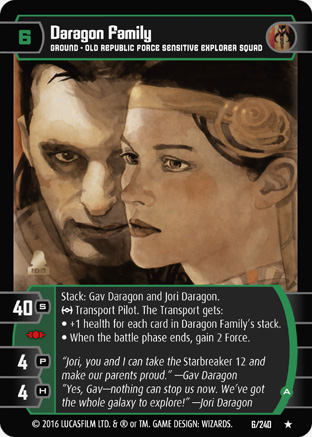 6 Daragon Family
GROUND - OLD REPUBLIC FORCE SENSITIVE EXPLORER SQUAD
40 S
4 P
4 H
Stack: Gav Daragon and Jori Daragon.
Transport Pilot. The Transport gets:
• +1 health for each card in Daragon Family's stack.
• When the battle phase ends, gain 2 Force.
"Jori, you and I can take the Starbreaker 12 and
make our parents proud." —Gav Daragon
"Yes, Gav—nothing can stop us now. We've got
the whole galaxy to explore!" —Jori Daragon
A
© 2016 LUCASFILM LTD. & ® or TM. GAME DESIGN: WIZARDS. 6/240 ★